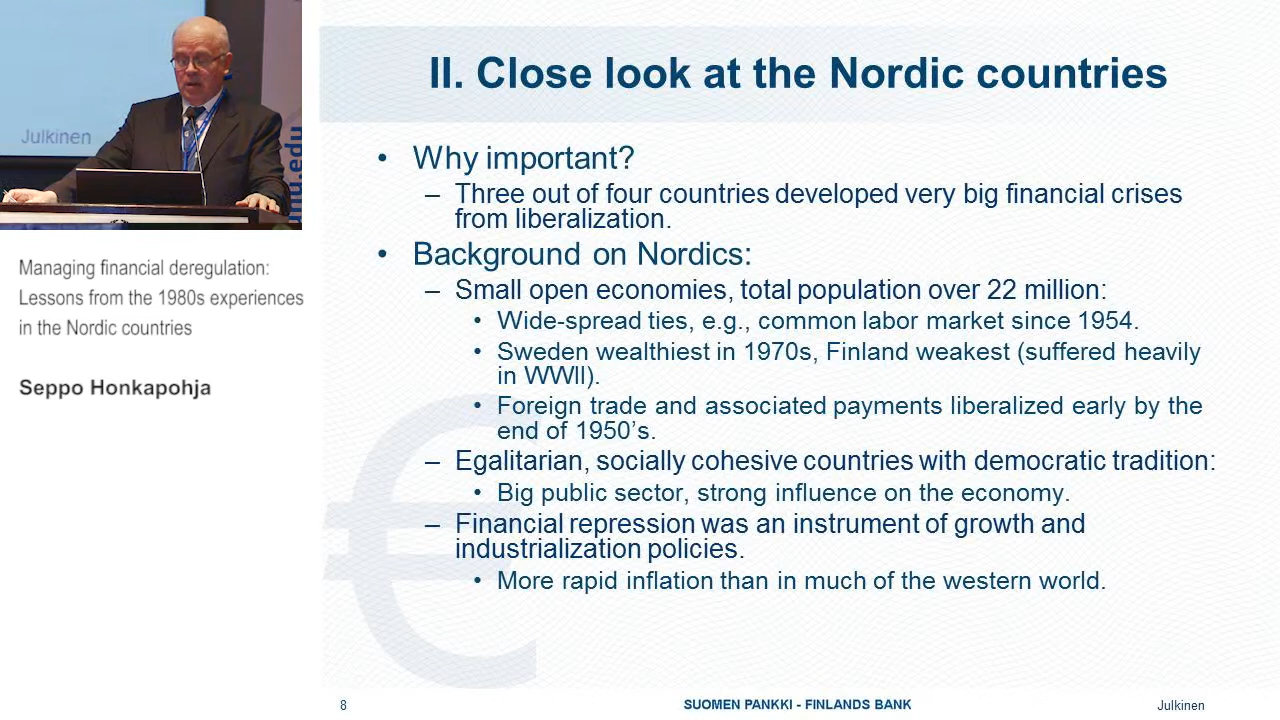 Julkinen
unu.edu
Managing financial deregulation:
Lessons from the 1980s experiences
in the Nordic countries
Seppo Honkapohja
II. Close look at the Nordic countries
• Why important?
– Three out of four countries developed very big financial crises
from liberalization.
• Background on Nordics:
– Small open economies, total population over 22 million:
• Wide-spread ties, e.g., common labor market since 1954.
• Sweden wealthiest in 1970s, Finland weakest (suffered heavily
in WWII).
• Foreign trade and associated payments liberalized early by the
end of 1950’s.
– Egalitarian, socially cohesive countries with democratic tradition:
• Big public sector, strong influence on the economy.
– Financial repression was an instrument of growth and
industrialization policies.
• More rapid inflation than in much of the western world.
€
8
SUOMEN PANKKI - FINLANDS BANK
Julkinen